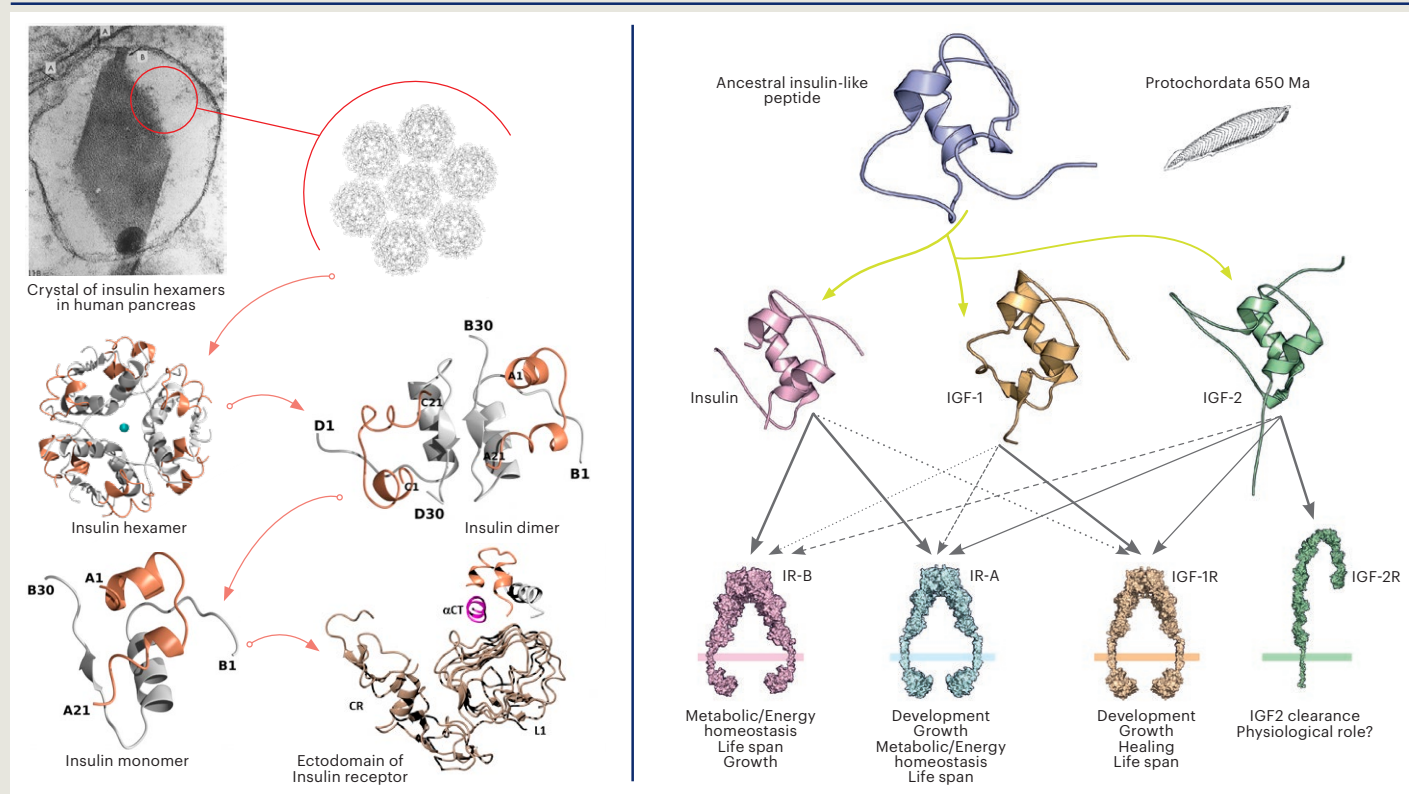 A
A
B
11B
Crystal of insulin hexamers
in human pancreas
Insulin hexamer
B30
A1
C21
D1
A21
B1
C1
D30
Insulin dimer
B30
A1
B1
A21
Insulin monomer
αCT
CR
L1
Ectodomain of
Insulin receptor
Ancestral insulin-like
peptide
Protochordata 650 Ma
Insulin
IGF-1
IGF-2
IR-B
IR-A
IGF-1R
IGF-2R
Metabolic/Energy
homeostasis
Life span
Growth
Development
Growth
Metabolic/Energy
homeostasis
Life span
Development
Growth
Healing
Life span
IGF2 clearance
Physiological role?